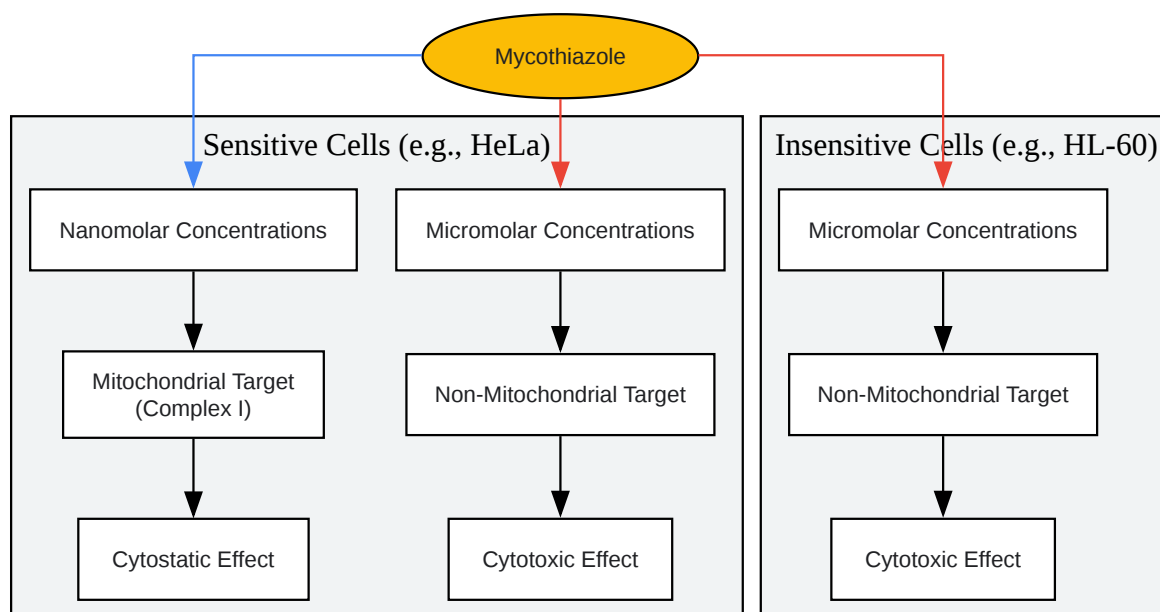 Mycothiazole
Sensitive Cells (e.g., HeLa)
Insensitive Cells (e.g., HL-60)
Nanomolar Concentrations
Micromolar Concentrations
Micromolar Concentrations
Mitochondrial Target
(Complex I)
Non-Mitochondrial Target
Non-Mitochondrial Target
Cytostatic Effect
Cytotoxic Effect
Cytotoxic Effect